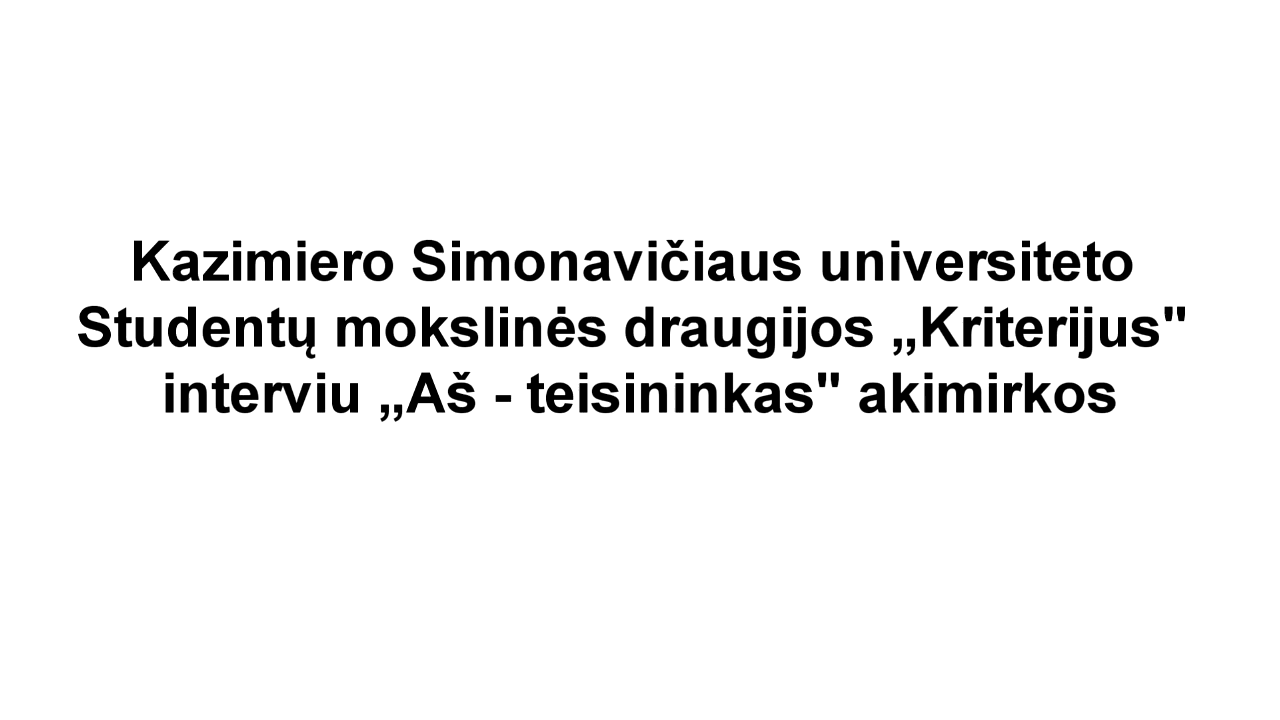 Kazimiero Simonavičiaus universiteto
Studentų mokslinės draugijos „Kriterijus"
interviu „Aš - teisininkas" akimirkos